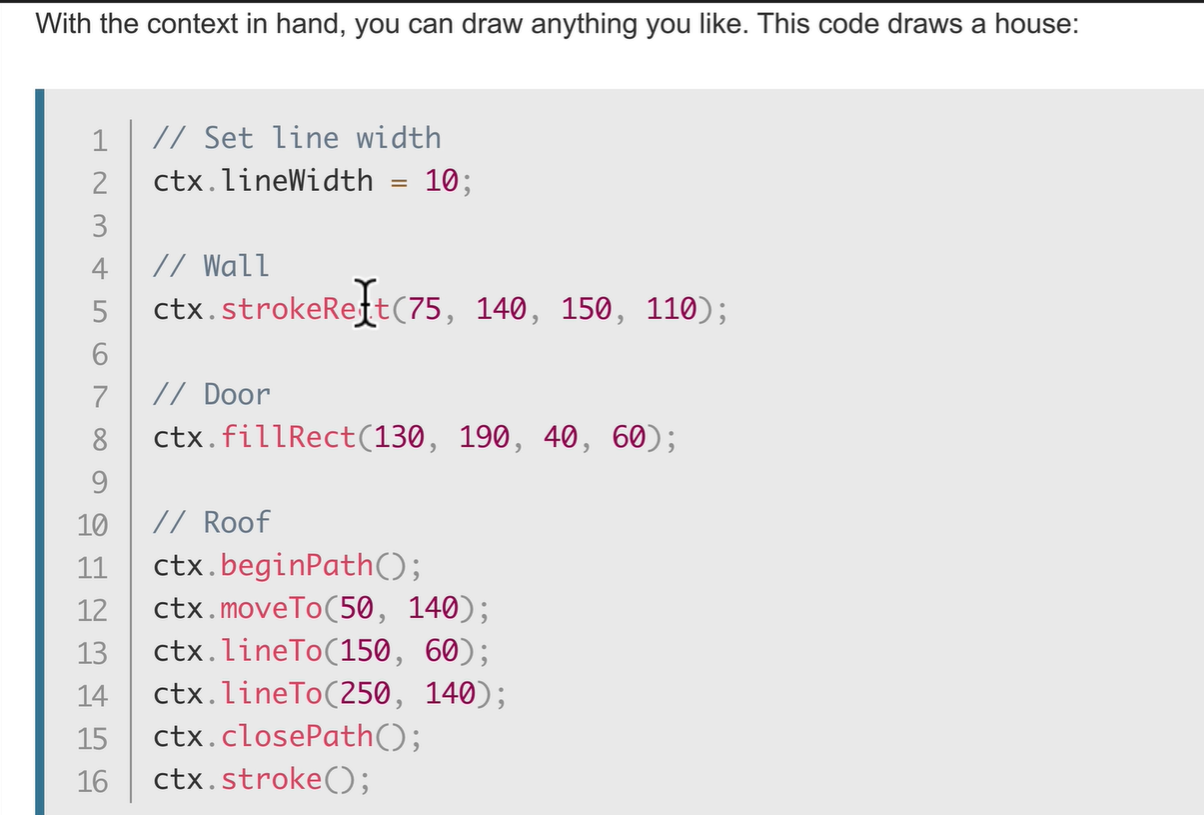 With the context in hand, you can draw anything you like. This code draws a house:
1 // Set line width
2 ctx.lineWidth = 10;
3
4 // Wall
5 ctx.strokeRect(75, 140, 150, 110);
6
7 // Door
8 ctx.fillRect(130, 190, 40, 60);
9
10 // Roof
11 ctx.beginPath();
12 ctx.moveTo(50, 140);
13 ctx.lineTo(150, 60);
14 ctx.lineTo(250, 140);
15 ctx.closePath();
16 ctx.stroke();